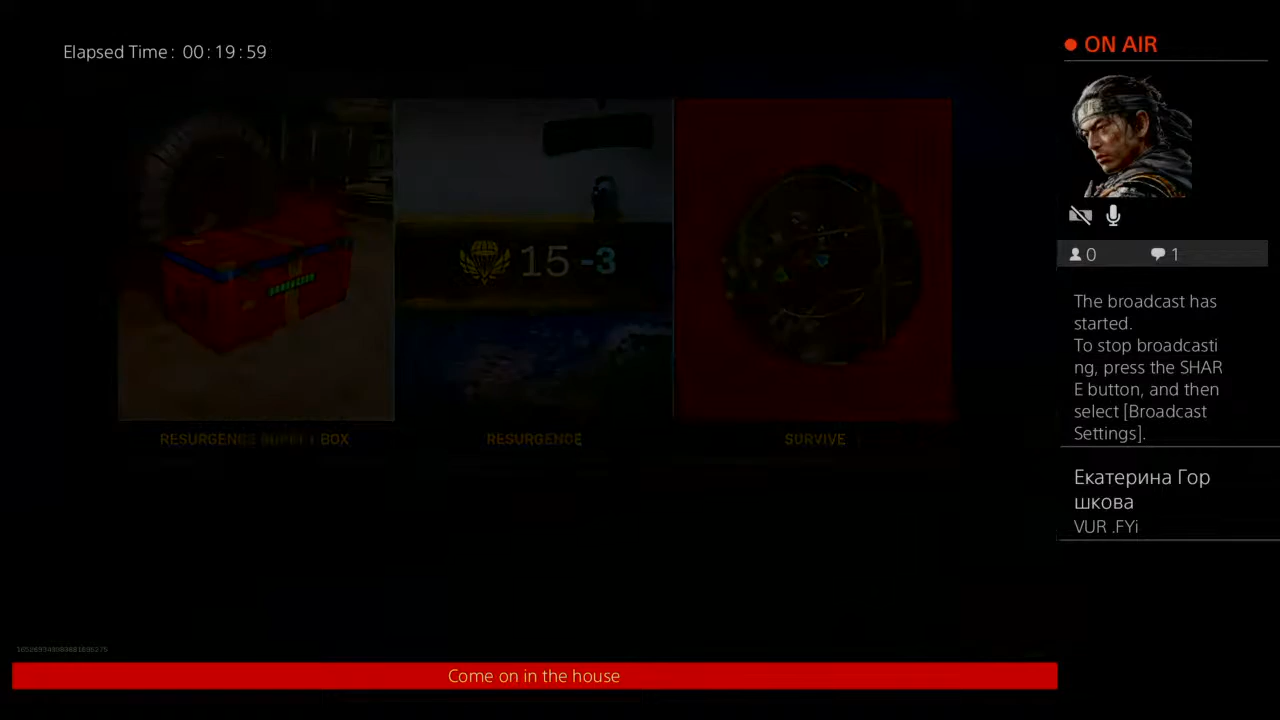 Elapsed Time: 00:19:59
ON AIR
0
1
15 -3
RESURGENCE SUPPLY BOX
RESURGENCE
SURVIVE
The broadcast has
started.
To stop broadcasti
ng, press the SHAR
E button, and then
select [Broadcast
Settings].
Екатерина Гор
шкова
VUR .FYi
Come on in the house